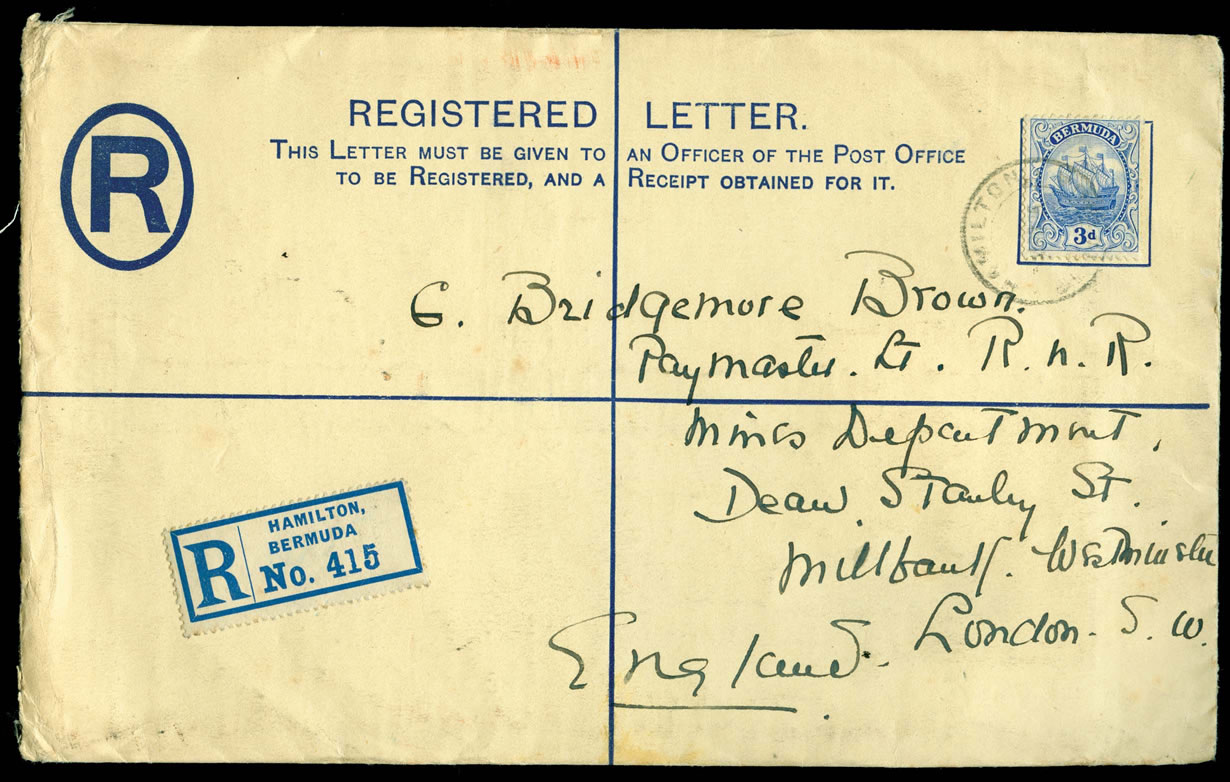 R
REGISTERED LETTER.
THIS LETTER MUST BE GIVEN TO AN OFFICER OF THE POST OFFICE
TO BE REGISTERED, AND A RECEIPT OBTAINED FOR IT.
BERMUDA
3d
G. Bridgemore Brown.
Paymaster. Lt. R. N. R.
Mines Department,
Dean Stanley St.
Millbank. Westminster
London. S. W.
England.
R
HAMILTON,
BERMUDA
No. 415